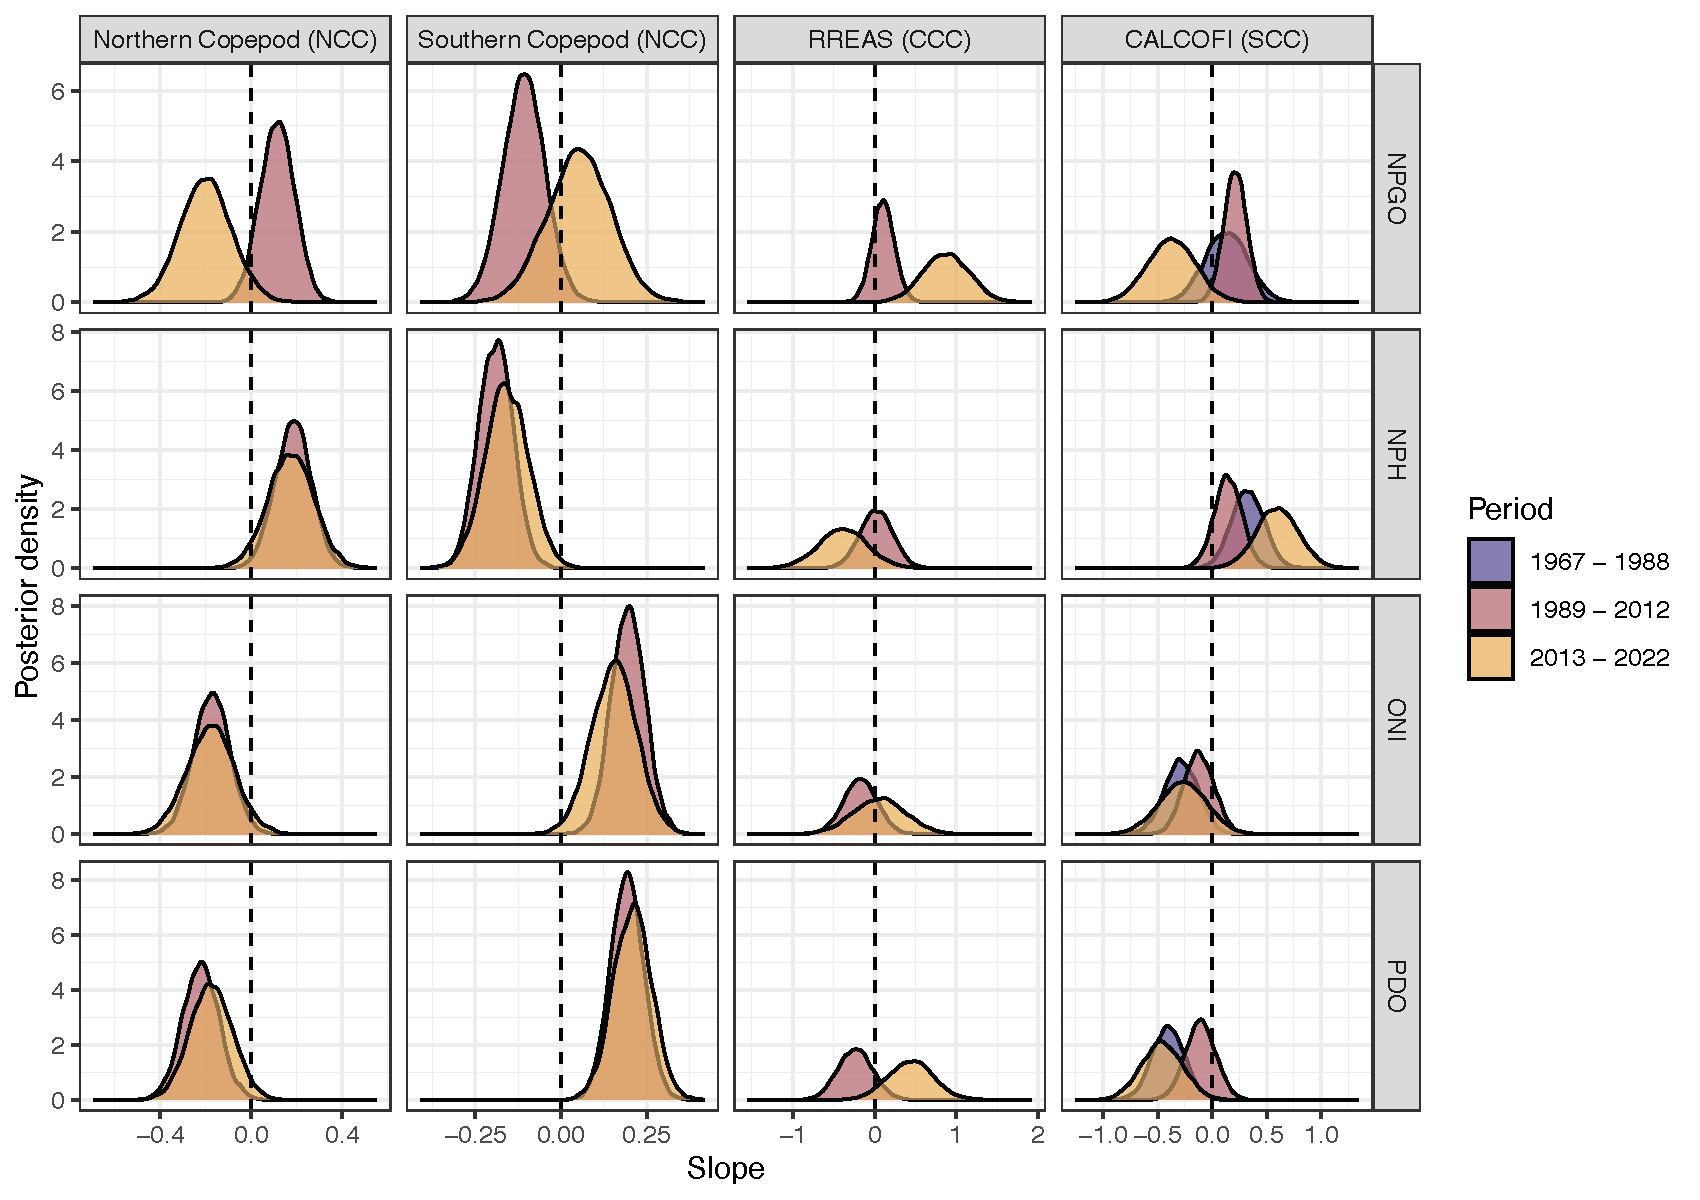 Northern Copepod (NCC) Southern Copepod (NCC) RREAS (CCC) CALCOFI (SCC)
6
4
2
0
NPGO
8
6
4
2
0
NPH
8
6
4
2
0
ONI
8
6
4
2
0
PDO
Posterior density
−0.4 0.0 0.4 −0.25 0.00 0.25 −1 0 1 2 −1.0 −0.5 0.0 0.5 1.0
Slope
Period
1967 − 1988
1989 − 2012
2013 − 2022